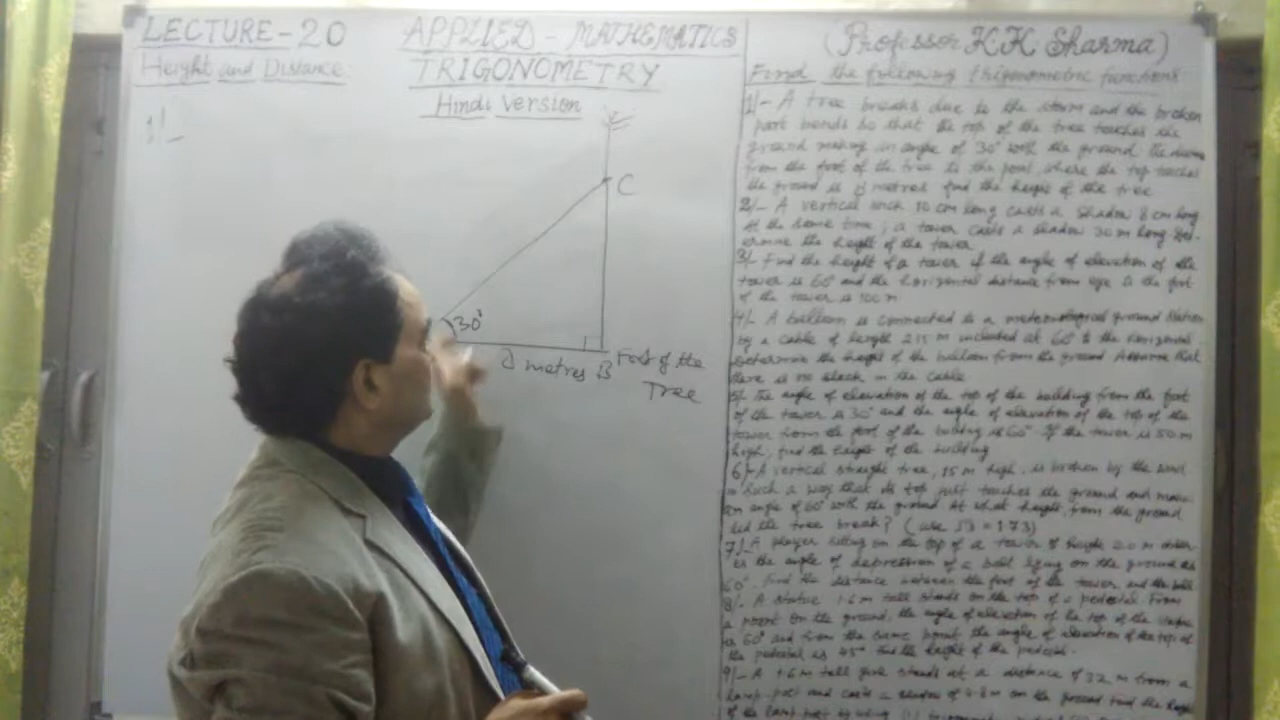 LECTURE-20
APPLIED - MATHEMATICS
(Professor KK Sharma)
Height and Distance
TRIGONOMETRY
Hindi Version
1/-
C
30°
8 metres B Foot of the
Tree
Find the following trigonometric functions
1/- A tree breaks due to the storm and the broken
part bends so that the top of the tree touches the
ground making an angle of 30° with the ground. The
from the foot of the tree to the point where the top touches
the ground is 8 metres find the height of the tree
2/- A vertical stick 10 cm long casts a shadow 8 cm long
At the same time, a tower casts a shadow 30 m long. Det-
ermine the height of the tower
3/- Find the height of a tower if the angle of elevation of the
tower is 60° and the horizontal distance from eye to the foot
of the tower is 100 m
4/- A balloon is connected to a meteorological ground station
by a cable of length 215 m inclined at 60° to the horizontal
determine the height of the balloon from the ground Assume that
there is no slack in the cable
5/- The angle of elevation of the top of the building from the foot
of the tower is 30° and the angle of elevation of the top of the
tower from the foot of the building is 60° If the tower is 50 m
high, find the height of the building
6/- A vertical straight tree, 15 m high, is broken by the wind
in such a way that its top just touches the ground and makes
an angle of 60° with the ground At what height from the ground
did the tree break? (use √3 = 1.73)
7/- A player sitting on the top of a tower of height 20 m
the angle of depression of a ball lying on the ground as
60°. Find the distance between the foot of the tower and the ball
8/- A statue 1.6 m tall stands on the top of a pedestal. From
a point on the ground, the angle of elevation of the top of the statue
is 60° and from the same point the angle of elevation of the top of
the pedestal is 45° Find the height of the pedestal.
9/- A 1.6 m tall girl stands at a distance of 3.2 m from a
lamp-post and casts a shadow of 4.8 m on the ground Find the height
of the lamp post by using